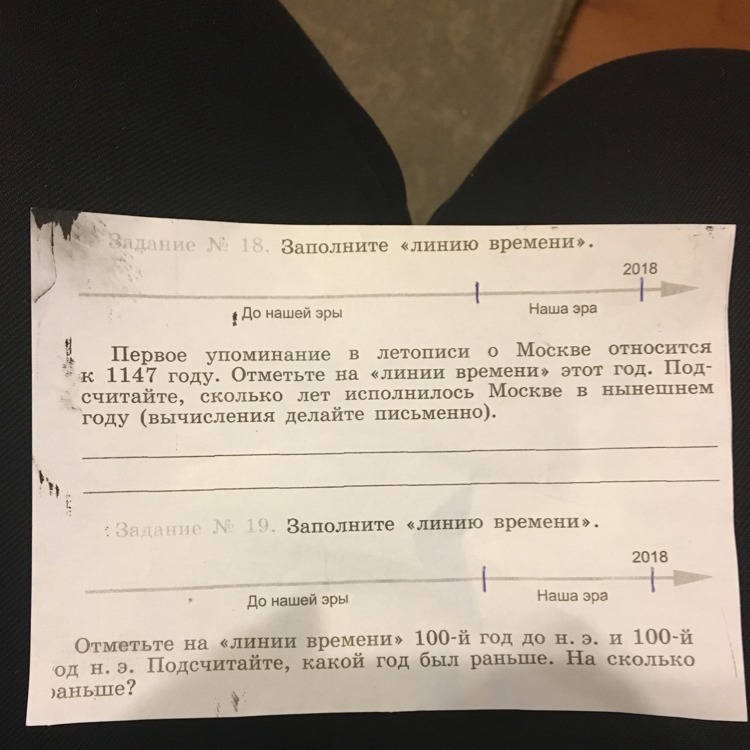 Задание № 18. Заполните «линию времени».
2018
До нашей эры
Наша эра
Первое упоминание в летописи о Москве относится
к 1147 году. Отметьте на «линии времени» этот год. Под-
считайте, сколько лет исполнилось Москве в нынешнем
году (вычисления делайте письменно).
Задание № 19. Заполните «линию времени».
2018
До нашей эры
Наша эра
Отметьте на «линии времени» 100-й год до н. э. и 100-й
од н. э. Подсчитайте, какой год был раньше. На сколько
аньше?